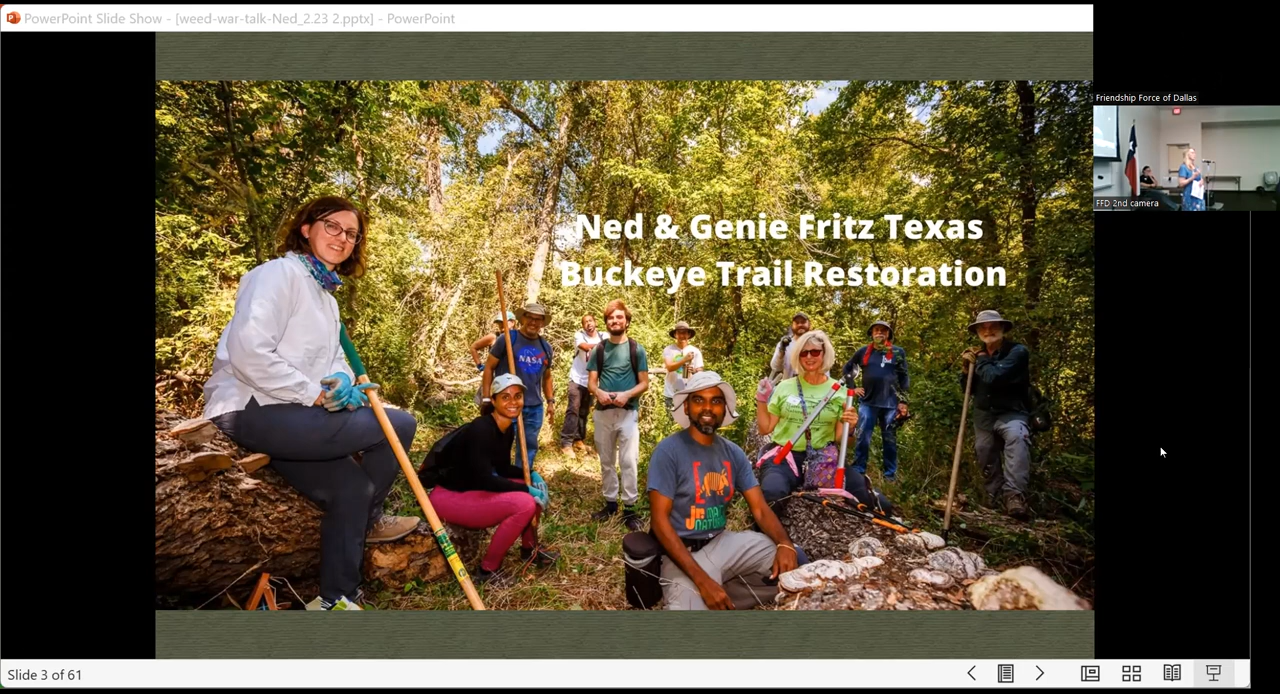 PowerPoint Slide Show - [weed-war-talk-Ned_2.23 2.pptx] - PowerPoint
Friendship Force of Dallas
FFD 2nd camera
Ned & Genie Fritz Texas
Buckeye Trail Restoration
NASA
Slide 3 of 61